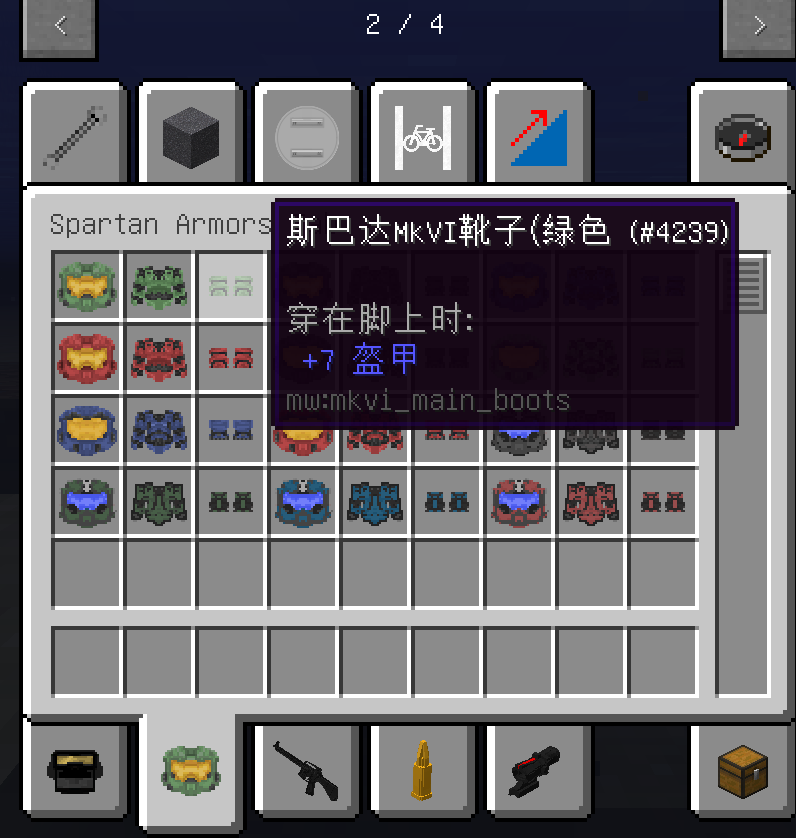 <
2 / 4
>
Spartan Armors
斯巴达MkVI靴子(绿色 (#4239)
穿在脚上时:
+7 盔甲
mw:mkvi_main_boots